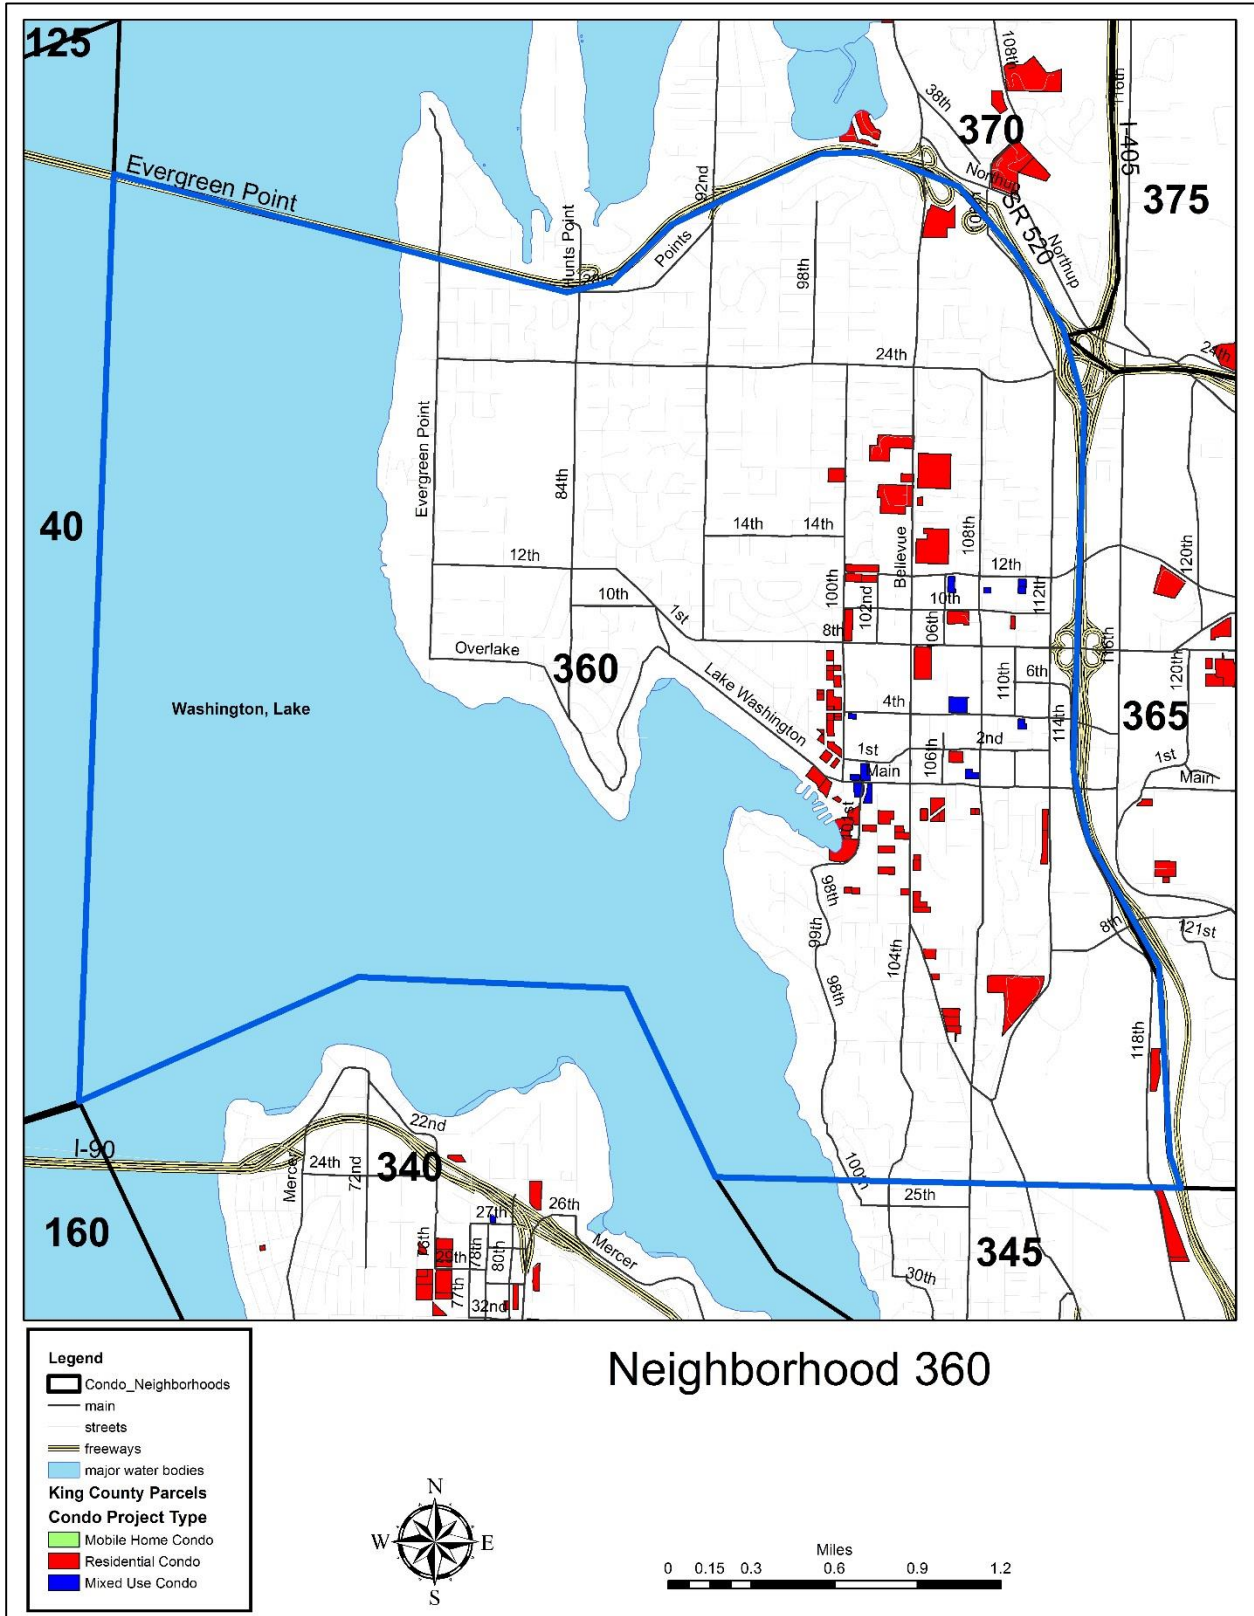 125
108th
116th
I-405
38th
370
375
Evergreen Point
92nd
Northup
SR 520
Northup
Hunts Point
Points
98th
24th
24th
Evergreen Point
84th
40
14th
14th
Bellevue
108th
12th
12th
120th
100th
102nd
10th
112th
10th
1st
8th
106th
116th
Overlake
360
6th
120th
110th
Lake Washington
Washington, Lake
4th
114th
365
1st
106th
2nd
1st
Main
Main
101st
98th
99th
104th
8th
121st
98th
118th
22nd
I-90
24th
Mercer
72nd
340
100th
25th
26th
27th
160
76th
29th
78th
80th
Mercer
345
77th
30th
32nd
Neighborhood 360
Legend
Condo_Neighborhoods
main
streets
freeways
major water bodies
King County Parcels
Condo Project Type
Mobile Home Condo
Residential Condo
Mixed Use Condo
N
W E
S
Miles
0 0.15 0.3 0.6 0.9 1.2